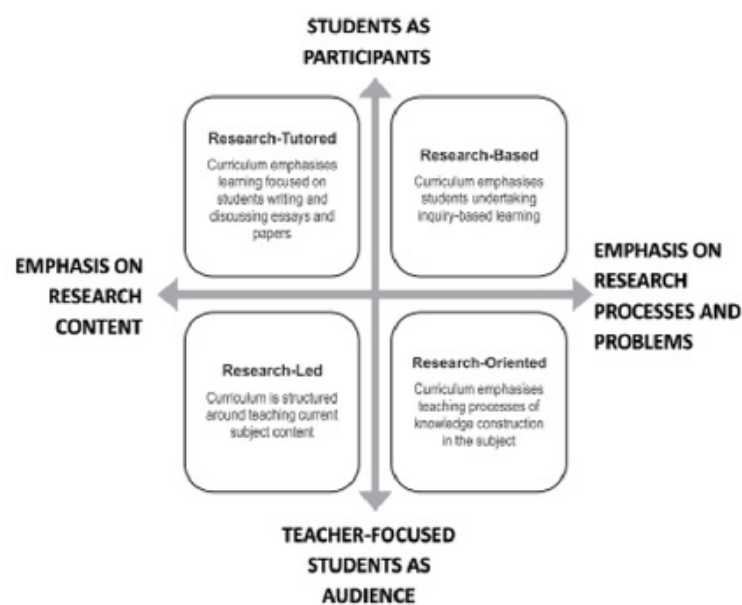 STUDENTS AS
PARTICIPANTS
Research-Tutored
Curriculum emphasises
learning focused on
students writing and
discussing essays and
papers
Research-Based
Curriculum emphasises
students undertaking
inquiry-based learning
EMPHASIS ON
RESEARCH
CONTENT
EMPHASIS ON
RESEARCH
PROCESSES AND
PROBLEMS
Research-Led
Curriculum is structured
around teaching current
subject content
Research-Oriented
Curriculum emphasises
teaching processes of
knowledge construction
in the subject
TEACHER-FOCUSED
STUDENTS AS
AUDIENCE